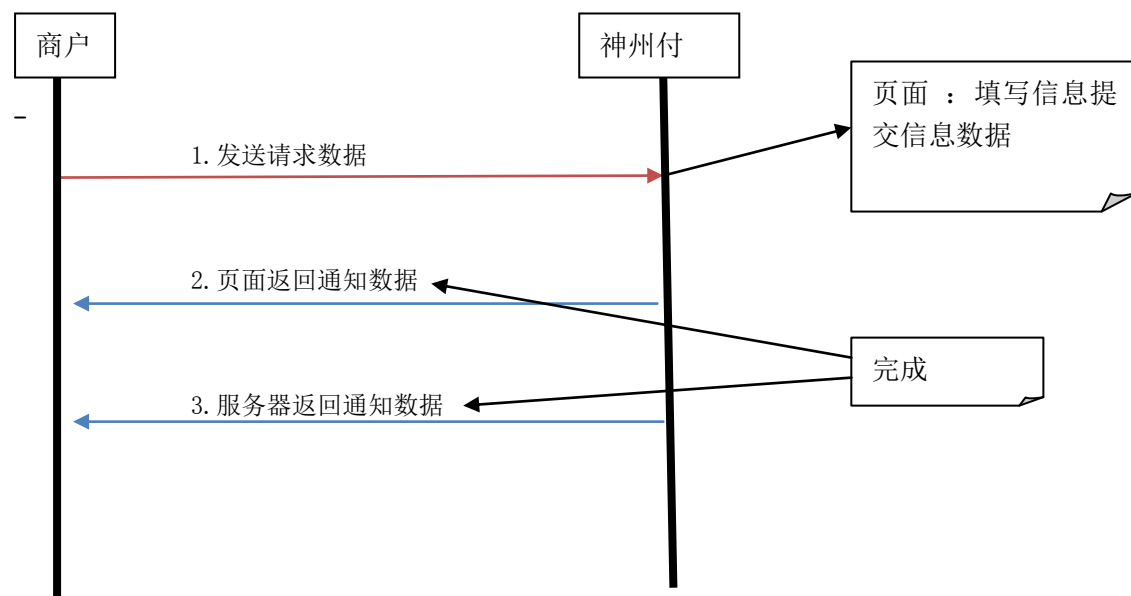 商户
神州付
页面 ：填写信息提
交信息数据
1.发送请求数据
2.页面返回通知数据
完成
3.服务器返回通知数据